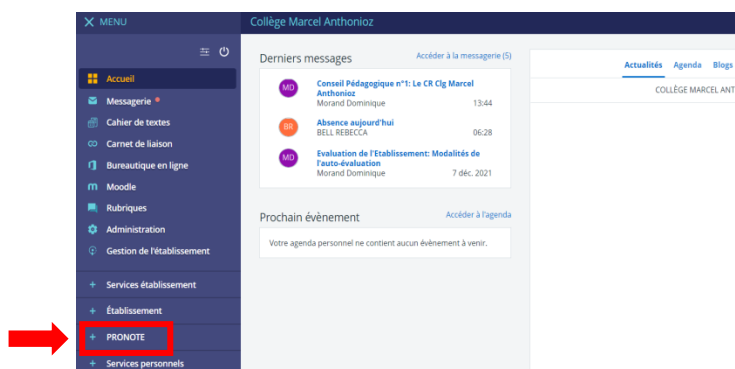 MENU
Collège Marcel Anthonioz
Accueil
Messagerie
Cahier de textes
Carnet de liaison
Bureautique en ligne
Moodle
Rubriques
Administration
Gestion de l'établissement
+ Services établissement
+ Établissement
+ PRONOTE
+ Services personnels
Derniers messages
Accéder à la messagerie (5)
MD
Conseil Pédagogique n°1: Le CR Clg Marcel
Anthonioz
Morand Dominique 13:44
BR
Absence aujourd'hui
BELL REBECCA 06:28
MD
Evaluation de l'Etablissement: Modalités de
l'auto-évaluation
Morand Dominique 7 déc. 2021
Prochain évènement
Accéder à l'agenda
Votre agenda personnel ne contient aucun évènement à venir.
Actualités Agenda Blogs
COLLÈGE MARCEL ANT